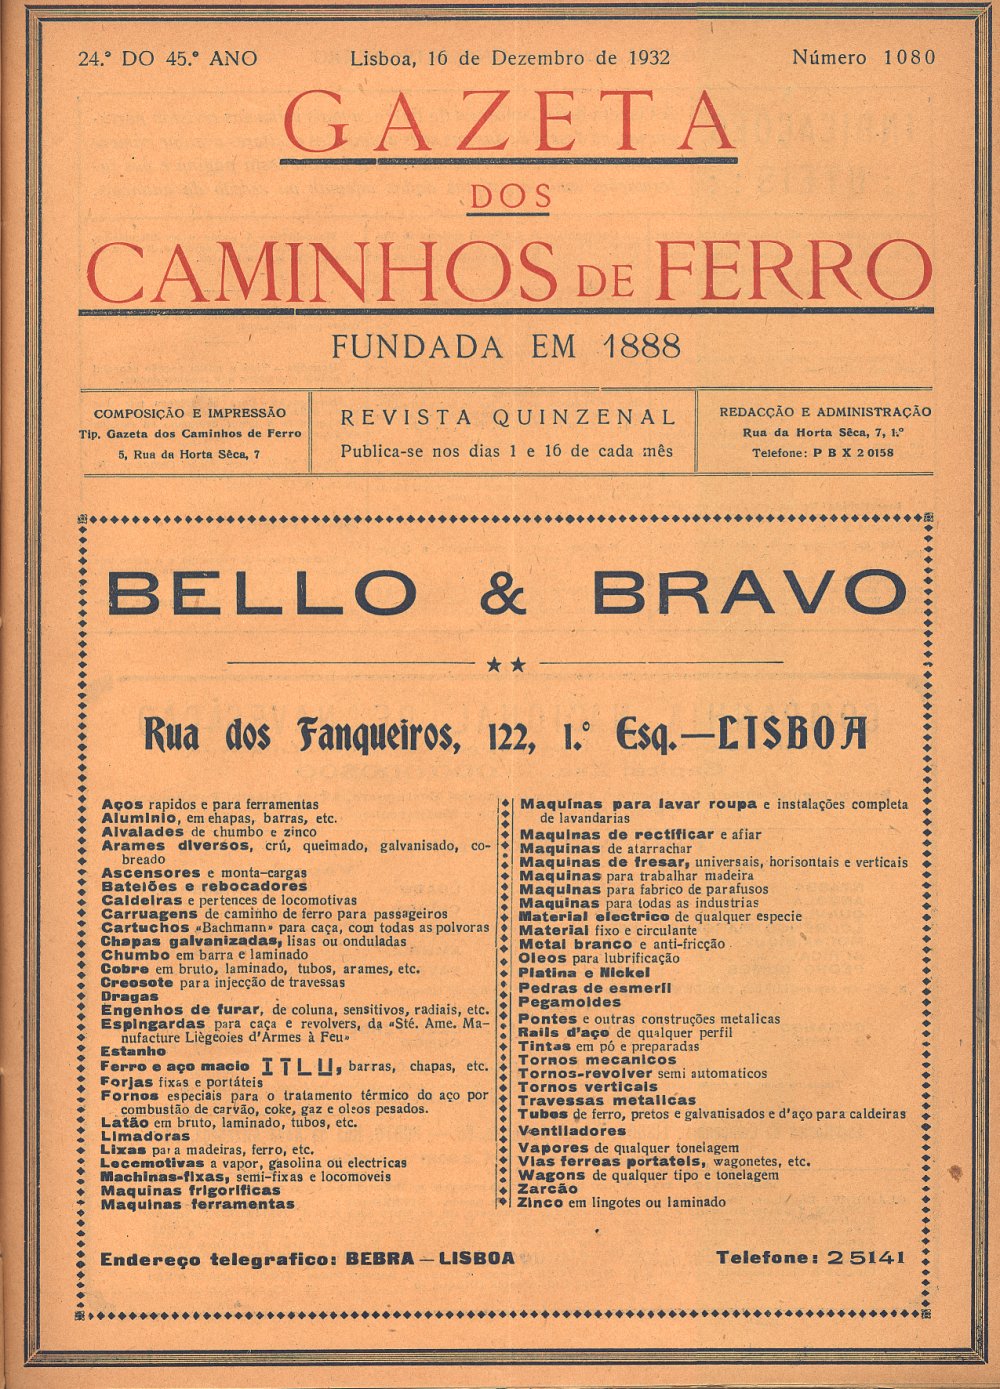 24.º DO 45.º ANO
Lisboa, 16 de Dezembro de 1932
Número 1080
GAZETA
DOS
CAMINHOS DE FERRO
FUNDADA EM 1888
COMPOSIÇÃO E IMPRESSÃO
Tip. Gazeta dos Caminhos de Ferro
5, Rua da Horta Sêca, 7
REVISTA QUINZENAL
Publica-se nos dias 1 e 16 de cada mês
REDACÇÃO E ADMINISTRAÇÃO
Rua da Horta Sêca, 7, 1.º
Telefone: P B X 2 0158
BELLO & BRAVO
Rua dos Fanqueiros, 122, 1.º Esq.—LISBOA
Aços rapidos e para ferramentas
Aluminio, em ehapas, barras, etc.
Alvalades de chumbo e zinco
Arames diversos, crú, queimado, galvanisado, co-
breado
Ascensores e monta-cargas
Batelões e rebocadores
Caldeiras e pertences de locomotivas
Carruagens de caminho de ferro para passageiros
Cartuchos «Bachmann» para caça, com todas as polvoras
Chapas galvanizadas, lisas ou onduladas
Chumbo em barra e laminado
Cobre em bruto, laminado, tubos, arames, etc.
Creosote para injecção de travessas
Dragas
Engenhos de furar, de coluna, sensitivos, radiais, etc.
Espingardas para caça e revolvers, da «Sté. Ame. Ma-
nufacture Liègeoies d'Armes à Feu»
Estanho
Ferro e aço macio I T L U, barras, chapas, etc.
Forjas fixas e portáteis
Fornos especiais para o tratamento térmico do aço por
combustão de carvão, coke, gaz e oleos pesados.
Latão em bruto, laminado, tubos, etc.
Limadoras
Lixas para madeiras, ferro, etc.
Locomotivas a vapor, gasolina ou electricas
Machinas-fixas, semi-fixas e locomoveis
Maquinas frigorificas
Maquinas ferramentas
Maquinas para lavar roupa e instalações completa
de lavandarias
Maquinas de rectificar e afiar
Maquinas de atarrachar
Maquinas de fresar, universais, horisontais e verticais
Maquinas para trabalhar madeira
Maquinas para fabrico de parafusos
Maquinas para todas as industrias
Material electrico de qualquer especie
Material fixo e circulante
Metal branco e anti-fricção
Oleos para lubrificação
Platina e Nickel
Pedras de esmeril
Pegamoides
Pontes e outras construções metalicas
Rails d'aço de qualquer perfil
Tintas em pó e preparadas
Tornos mecanicos
Tornos-revolver semi automaticos
Tornos verticais
Travessas metalicas
Tubos de ferro, pretos e galvanisados e d'aço para caldeiras
Ventiladores
Vapores de qualquer tonelagem
Vias ferreas portateis, wagonetes, etc.
Wagons de qualquer tipo e tonelagem
Zarcão
Zinco em lingotes ou laminado
Endereço telegrafico: BEBRA — LISBOA
Telefone: 2 5141